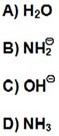 A) H₂O
B) NH₂⊖
C) OH⊖
D) NH₃